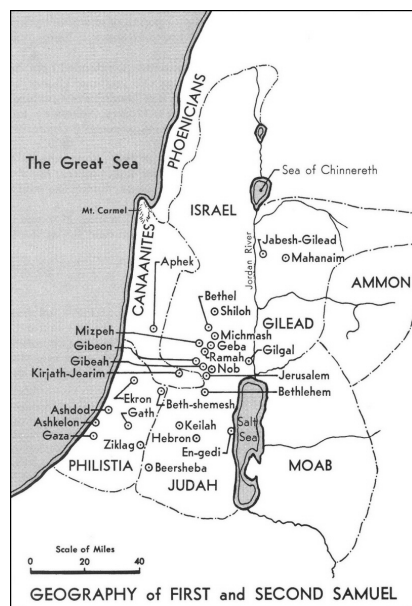 PHOENICIANS
The Great Sea
Sea of Chinnereth
ISRAEL
Mt. Carmel
CANAANITES
Jordan River
Jabesh-Gilead
Mahanaim
Aphek
AMMON
Bethel
Shiloh
GILEAD
Mizpeh
Michmash
Gibeon
Geba
Ramah
Gilgal
Gibeah
Nob
Kirjath-Jearim
Jerusalem
Ekron
Beth-shemesh
Bethlehem
Ashdod
Gath
Ashkelon
Keilah
Salt
Sea
Gaza
Ziklag
Hebron
En-gedi
PHILISTIA
Beersheba
MOAB
JUDAH
Scale of Miles
0 20 40
GEOGRAPHY of FIRST and SECOND SAMUEL